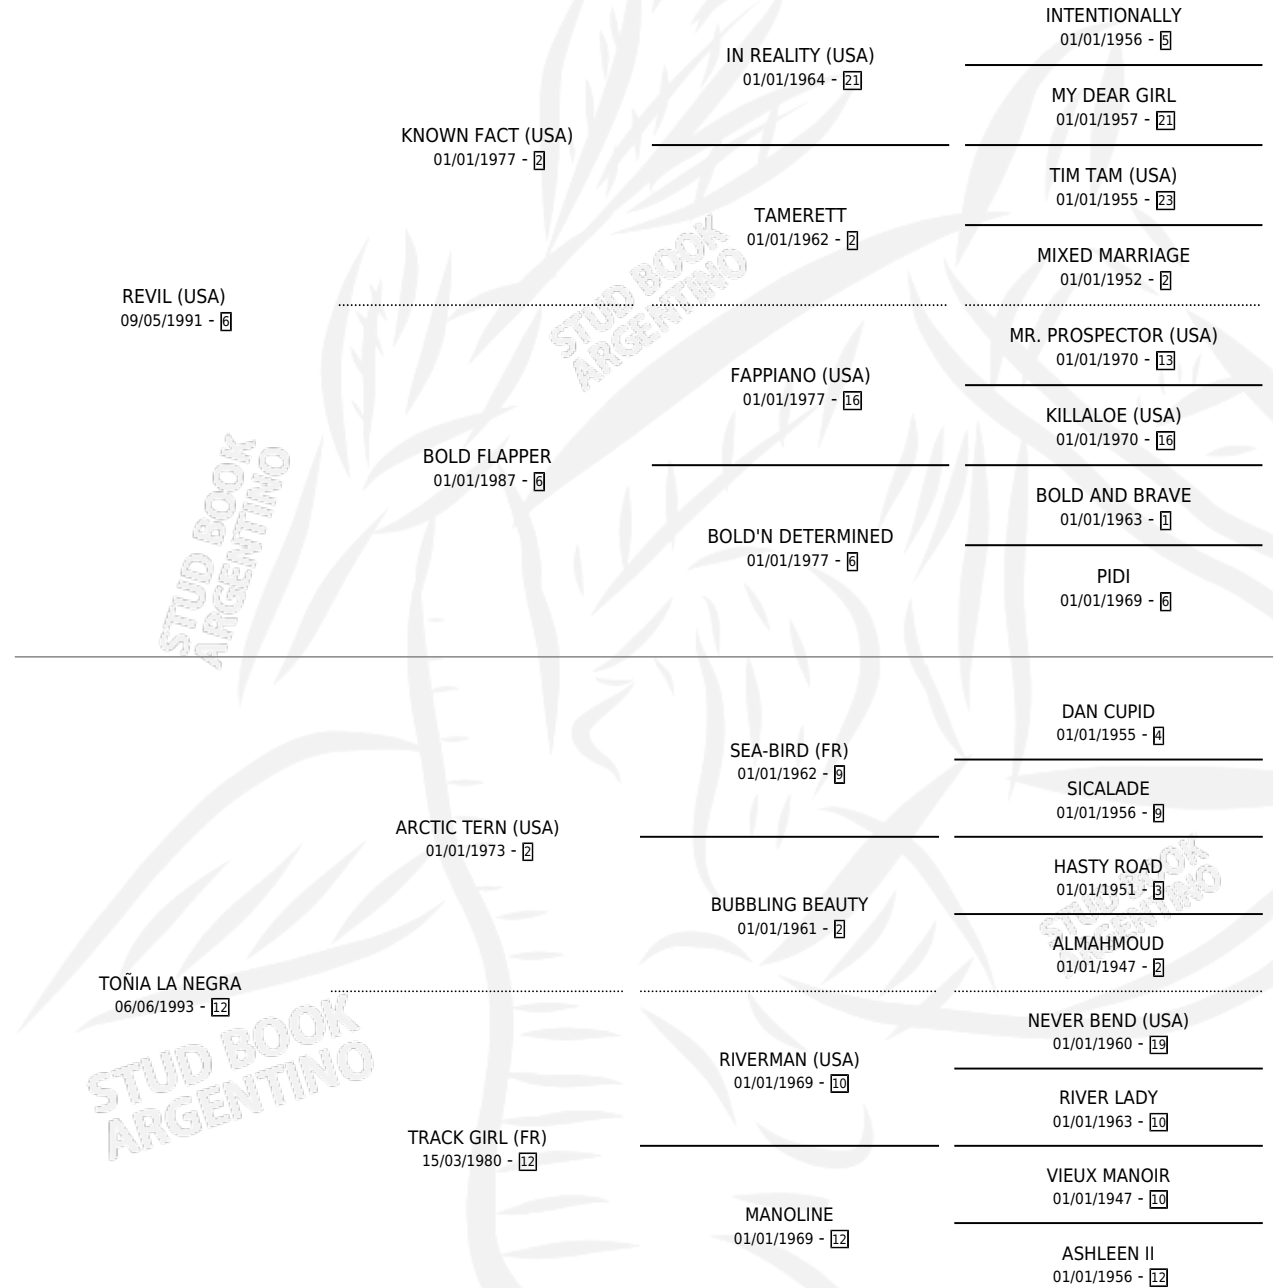 INTENTIONALLY
01/01/1956 - 5
IN REALITY (USA)
01/01/1964 - 21
MY DEAR GIRL
01/01/1957 - 21
KNOWN FACT (USA)
01/01/1977 - 2
TIM TAM (USA)
01/01/1955 - 23
TAMERETT
01/01/1962 - 2
MIXED MARRIAGE
01/01/1952 - 2
REVIL (USA)
09/05/1991 - 6
MR. PROSPECTOR (USA)
01/01/1970 - 13
FAPPIANO (USA)
01/01/1977 - 16
KILLALOE (USA)
01/01/1970 - 16
BOLD FLAPPER
01/01/1987 - 6
BOLD AND BRAVE
01/01/1963 - 1
BOLD'N DETERMINED
01/01/1977 - 6
PIDI
01/01/1969 - 6
DAN CUPID
01/01/1955 - 4
SEA-BIRD (FR)
01/01/1962 - 9
SICALADE
01/01/1956 - 9
ARCTIC TERN (USA)
01/01/1973 - 2
HASTY ROAD
01/01/1951 - 3
BUBBLING BEAUTY
01/01/1961 - 2
ALMAHMOUD
01/01/1947 - 2
TOÑIA LA NEGRA
06/06/1993 - 12
NEVER BEND (USA)
01/01/1960 - 19
RIVERMAN (USA)
01/01/1969 - 10
RIVER LADY
01/01/1963 - 10
TRACK GIRL (FR)
15/03/1980 - 12
VIEUX MANOIR
01/01/1947 - 10
MANOLINE
01/01/1969 - 12
ASHLEEN II
01/01/1956 - 12
STUD BOOK
ARGENTINO
STUD BOOK
ARGENTINO
STUD BOOK
ARGENTINO
STUD BOOK
ARGENTINO